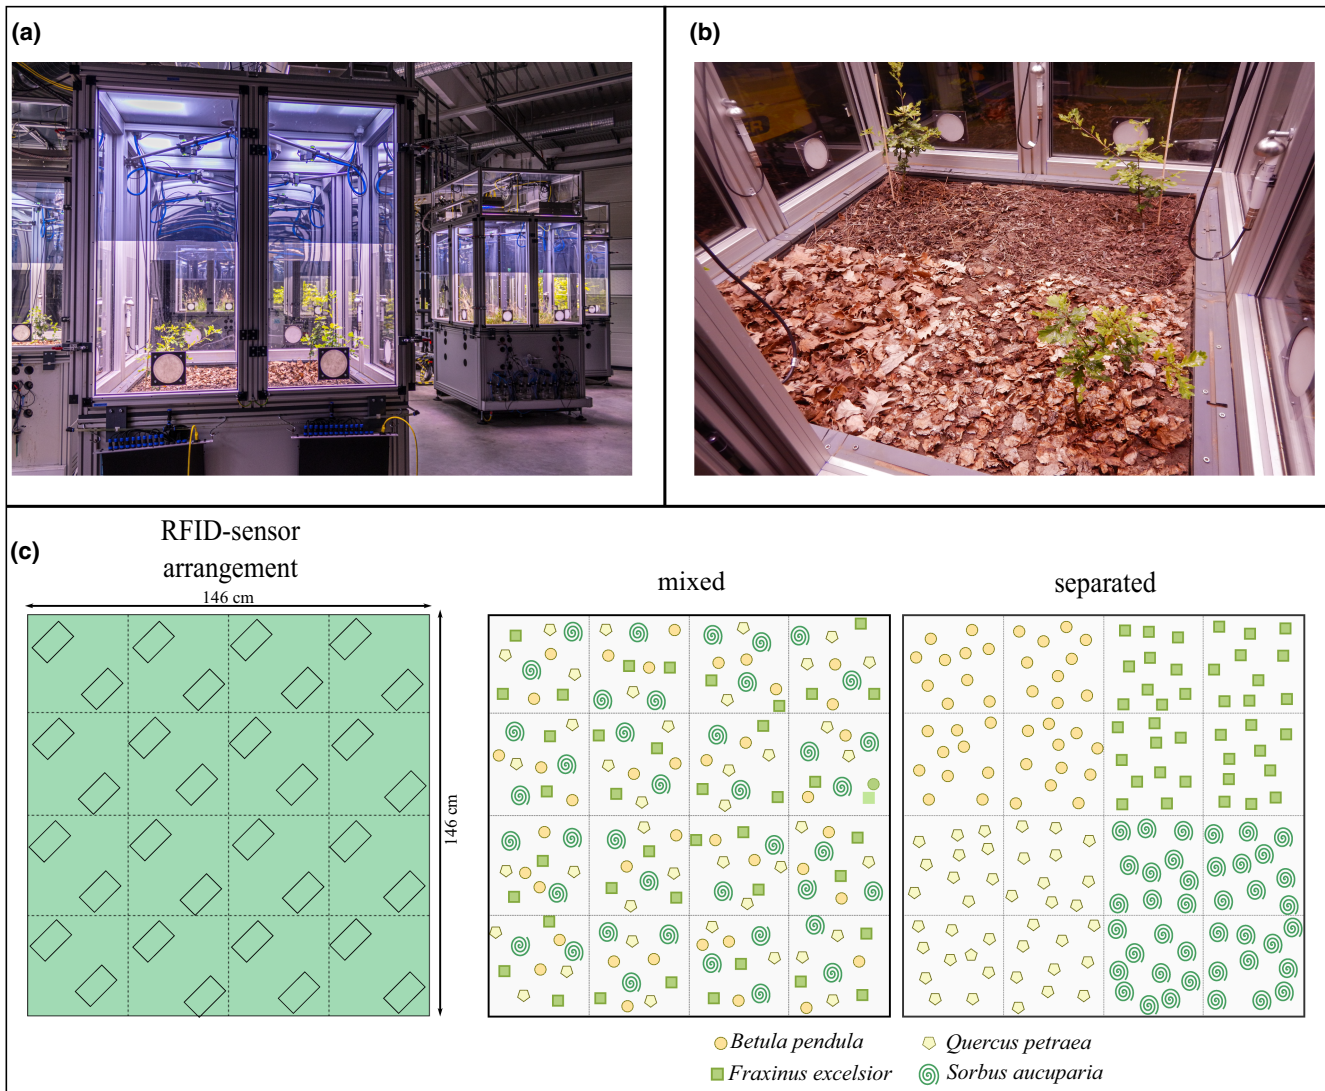 (a)
(b)
(c)
RFID-sensor
arrangement
146 cm
146 cm
mixed
separated
Betula pendula
Quercus petraea
Fraxinus excelsior
Sorbus aucuparia